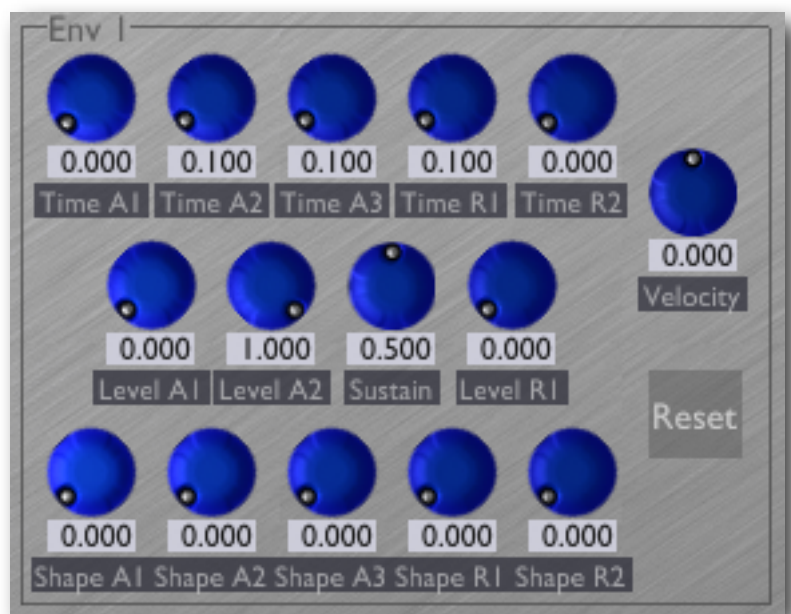 Env 1
0.000 0.100 0.100 0.100 0.000
Time A1 Time A2 Time A3 Time R1 Time R2
0.000
Velocity
0.000 1.000 0.500 0.000
Level A1 Level A2 Sustain Level R1
Reset
0.000 0.000 0.000 0.000 0.000
Shape A1 Shape A2 Shape A3 Shape R1 Shape R2